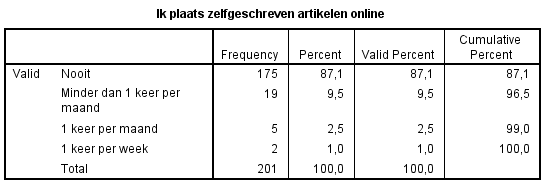 Ik plaats zelfgeschreven artikelen online
Frequency Percent Valid Percent Cumulative Percent
Valid Nooit 175 87,1 87,1 87,1
Minder dan 1 keer per maand 19 9,5 9,5 96,5
1 keer per maand 5 2,5 2,5 99,0
1 keer per week 2 1,0 1,0 100,0
Total 201 100,0 100,0